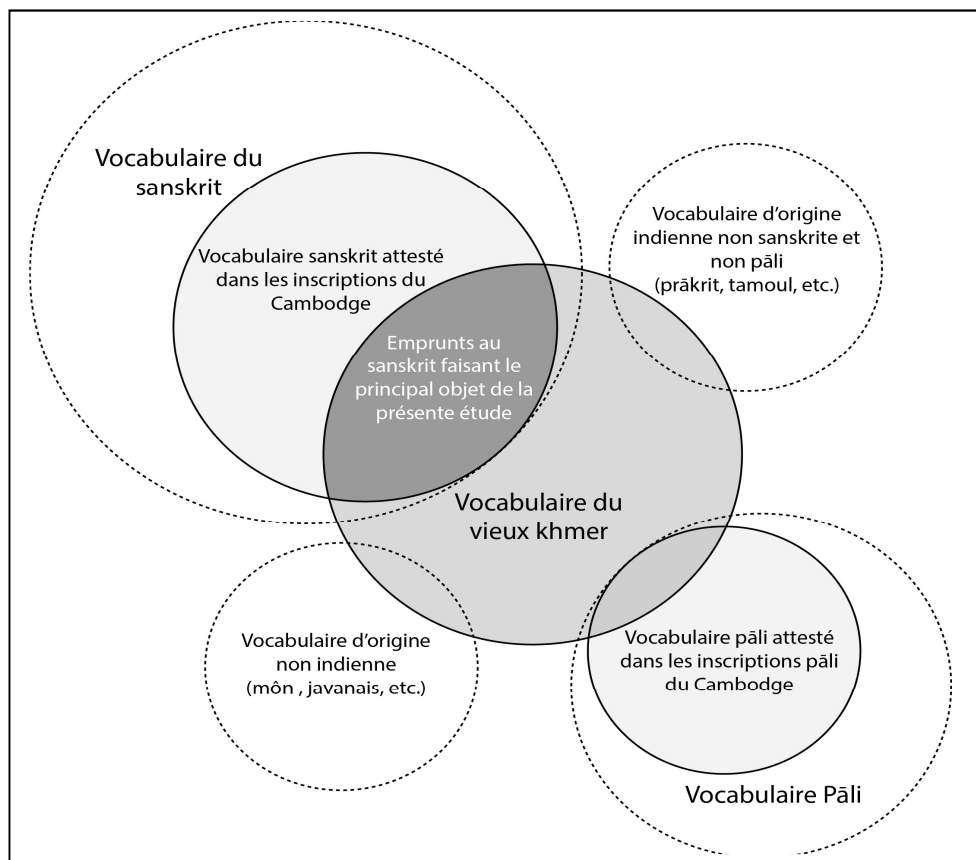 Vocabulaire du
sanskrit
Vocabulaire sanskrit attesté
dans les inscriptions du
Cambodge
Emprunts au
sanskrit faisant le
principal objet de la
présente étude
Vocabulaire d’origine
indienne non sanskrite et
non pāli
(prākrit, tamoul, etc.)
Vocabulaire du
vieux khmer
Vocabulaire d’origine
non indienne
(môn , javanais, etc.)
Vocabulaire pāli attesté
dans les inscriptions pāli
du Cambodge
Vocabulaire Pāli